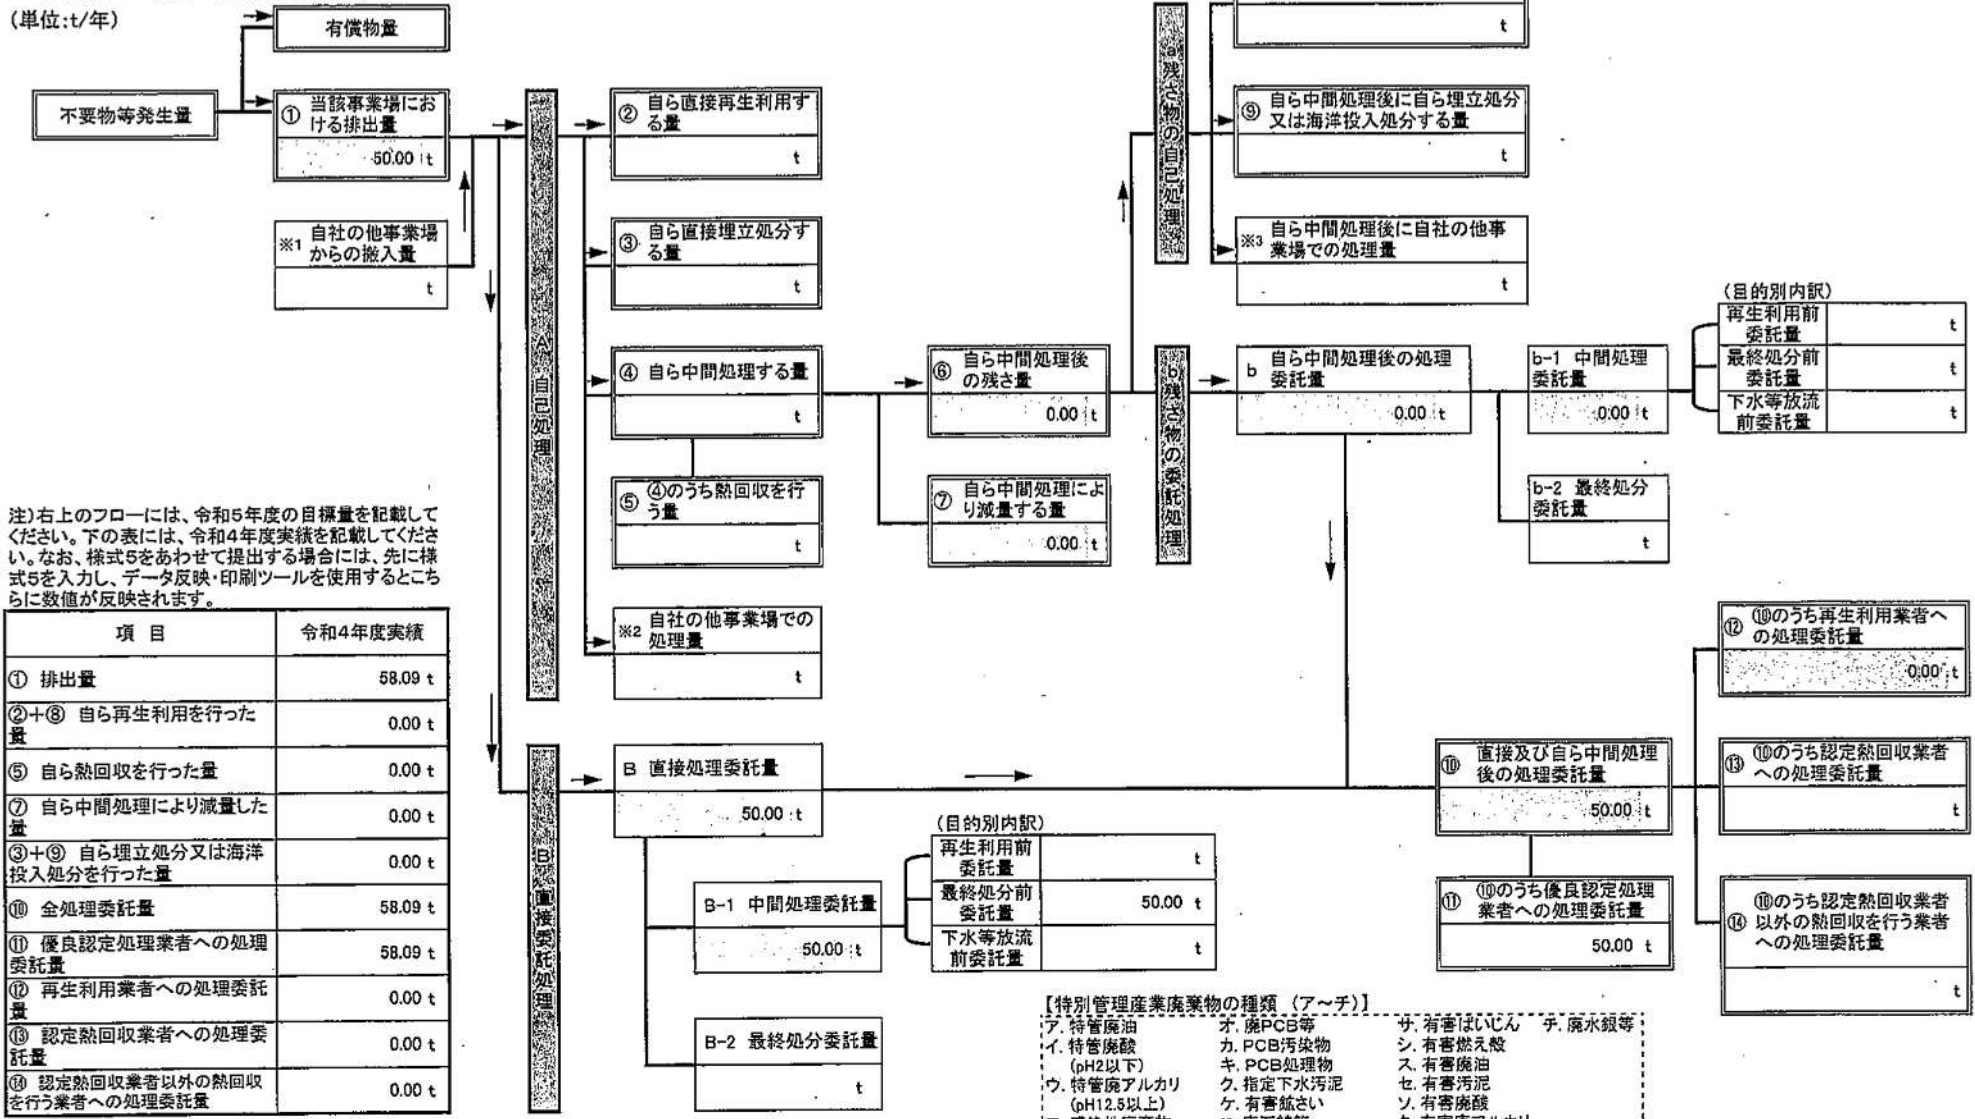 (単位:t/年)
有償物量
不要物等発生量
① 当該事業場にお
ける排出量
50.00 t
※1 自社の他事業場
からの搬入量
t
A 自己処理
② 自ら直接再生利用す
る量
t
③ 自ら直接埋立処分す
る量
t
④ 自ら中間処理する量
t
⑤ ④のうち熱回収を行
う量
t
※2 自社の他事業場での
処理量
t
⑥ 自ら中間処理後
の残さ量
0.00 t
⑦ 自ら中間処理によ
り減量する量
0.00 t
a 残さ物の自己処理
t
⑨ 自ら中間処理後に自ら埋立処分
又は海洋投入処分する量
t
※3 自ら中間処理後に自社の他事
業場での処理量
t
b 残さ物の委託処理
b 自ら中間処理後の処理
委託量
0.00 t
b-1 中間処理
委託量
0.00 t
b-2 最終処分
委託量
t
(目的別内訳)
再生利用前
委託量
t
最終処分前
委託量
t
下水等放流
前委託量
t
注)右上のフローには、令和5年度の目標量を記載して
ください。下の表には、令和4年度実績を記載してくださ
い。なお、様式5をあわせて提出する場合には、先に様
式5を入力し、データ反映・印刷ツールを使用するとこち
らに数値が反映されます。
項 目 令和4年度実績
① 排出量 58.09 t
②+⑧ 自ら再生利用を行った
量 0.00 t
⑤ 自ら熱回収を行った量 0.00 t
⑦ 自ら中間処理により減量した
量 0.00 t
③+⑨ 自ら埋立処分又は海洋
投入処分を行った量 0.00 t
⑩ 全処理委託量 58.09 t
⑪ 優良認定処理業者への処理
委託量 58.09 t
⑫ 再生利用業者への処理委託
量 0.00 t
⑬ 認定熱回収業者への処理委
託量 0.00 t
⑭ 認定熱回収業者以外の熱回収
を行う業者への処理委託量 0.00 t
B 直接委託処理
B 直接処理委託量
50.00 t
B-1 中間処理委託量
50.00 t
B-2 最終処分委託量
t
(目的別内訳)
再生利用前
委託量
t
最終処分前
委託量
50.00 t
下水等放流
前委託量
t
⑩ 直接及び自ら中間処理
後の処理委託量
50.00 t
⑪ ⑩のうち優良認定処理
業者への処理委託量
50.00 t
⑫ ⑩のうち再生利用業者へ
の処理委託量
0.00 t
⑬ ⑩のうち認定熱回収業者
への処理委託量
t
⑭ ⑩のうち認定熱回収業者
以外の熱回収を行う業者
への処理委託量
t
【特別管理産業廃棄物の種類 (ア~チ)】
ア. 特管廃油 オ. 廃PCB等 サ. 有害ばいじん チ. 廃水銀等
イ. 特管廃酸 カ. PCB汚染物 シ. 有害燃え殻
(pH2以下) キ. PCB処理物 ス. 有害廃油
ウ. 特管廃アルカリ ク. 指定下水汚泥 セ. 有害汚泥
(pH12.5以上) ケ. 有害鉱さい ソ. 有害廃酸